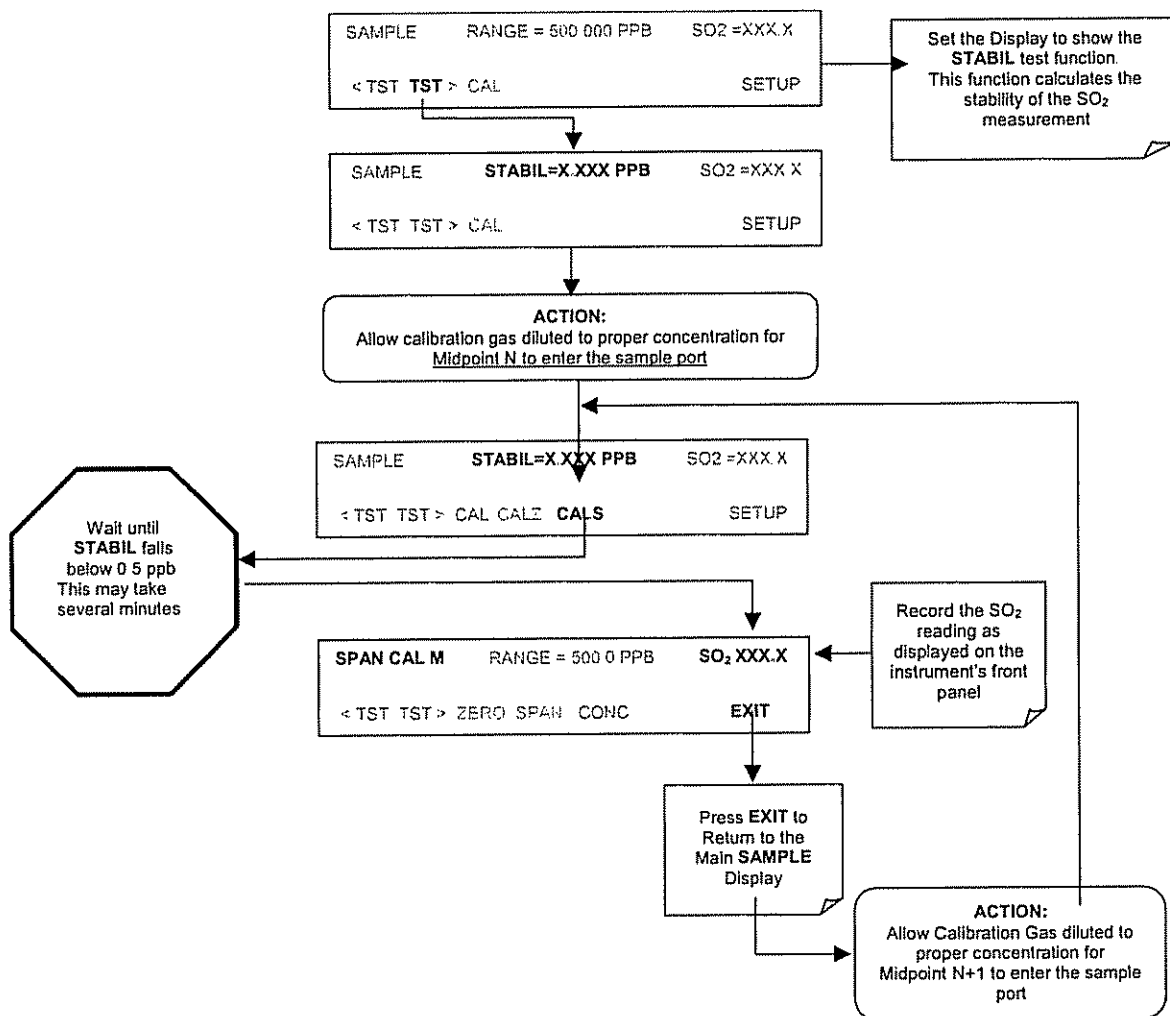 SAMPLE RANGE = 500 000 PPB SO2 =XXX.X
< TST TST > CAL SETUP
Set the Display to show the
STABIL test function.
This function calculates the
stability of the SO₂
measurement
SAMPLE STABIL=X.XXX PPB SO2 =XXX X
< TST TST > CAL SETUP
ACTION:
Allow calibration gas diluted to proper concentration for
Midpoint N to enter the sample port
SAMPLE STABIL=X.XXX PPB SO2 =XXX.X
< TST TST > CAL CALZ CALS SETUP
Wait until
STABIL falls
below 0 5 ppb
This may take
several minutes
SPAN CAL M RANGE = 500 0 PPB SO₂ XXX.X
< TST TST > ZERO SPAN CONC EXIT
Record the SO₂
reading as
displayed on the
instrument's front
panel
Press EXIT to
Return to the
Main SAMPLE
Display
ACTION:
Allow Calibration Gas diluted to
proper concentration for
Midpoint N+1 to enter the sample
port